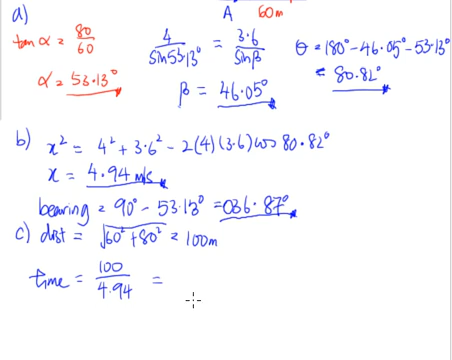 a)
A 60m
tan α = 80/60
α = 53.13°
4/sin53.13° = 3.6/sinβ
β = 46.05°
θ = 180° - 46.05° - 53.13°
= 80.82°
b) x² = 4² + 3.6² - 2(4)(3.6)cos 80.82°
x = 4.94 m/s
bearing = 90° - 53.13° = 036.87°
c) dist = √(60² + 80²) = 100m
time = 100/4.94 =